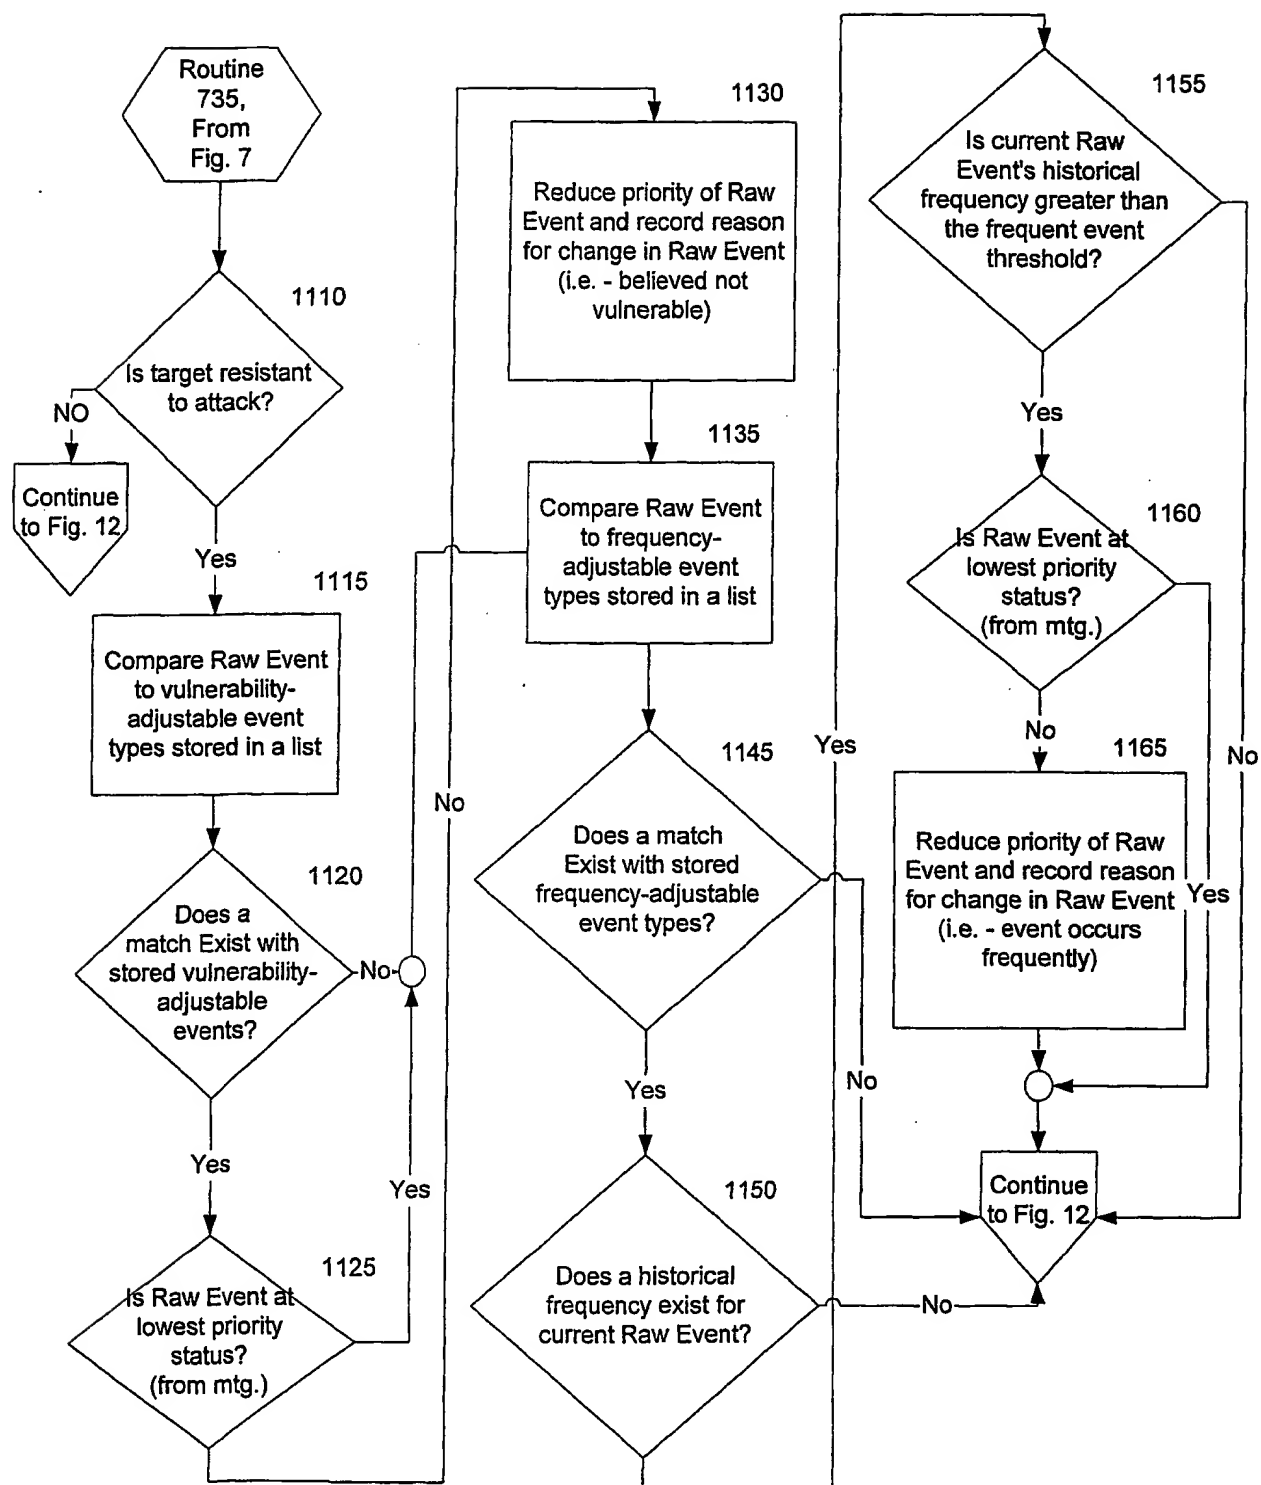 Routine
735,
From
Fig. 7
1110
Is target resistant
to attack?
NO
Continue
to Fig. 12
Yes
1115
Compare Raw Event
to vulnerability-
adjustable event
types stored in a list
1120
Does a
match Exist with
stored vulnerability-
adjustable
events?
No
Yes
1125
Is Raw Event at
lowest priority
status?
(from mtg.)
Yes
No
1130
Reduce priority of Raw
Event and record reason
for change in Raw Event
(i.e. - believed not
vulnerable)
1135
Compare Raw Event
to frequency-
adjustable event
types stored in a list
1145
Does a match
Exist with stored
frequency-adjustable
event types?
No
Yes
1150
Does a historical
frequency exist for
current Raw Event?
No
Yes
1155
Is current Raw
Event's historical
frequency greater than
the frequent event
threshold?
No
Yes
1160
Is Raw Event at
lowest priority
status?
(from mtg.)
Yes
No
1165
Reduce priority of Raw
Event and record reason
for change in Raw Event
(i.e. - event occurs
frequently)
Continue
to Fig. 12